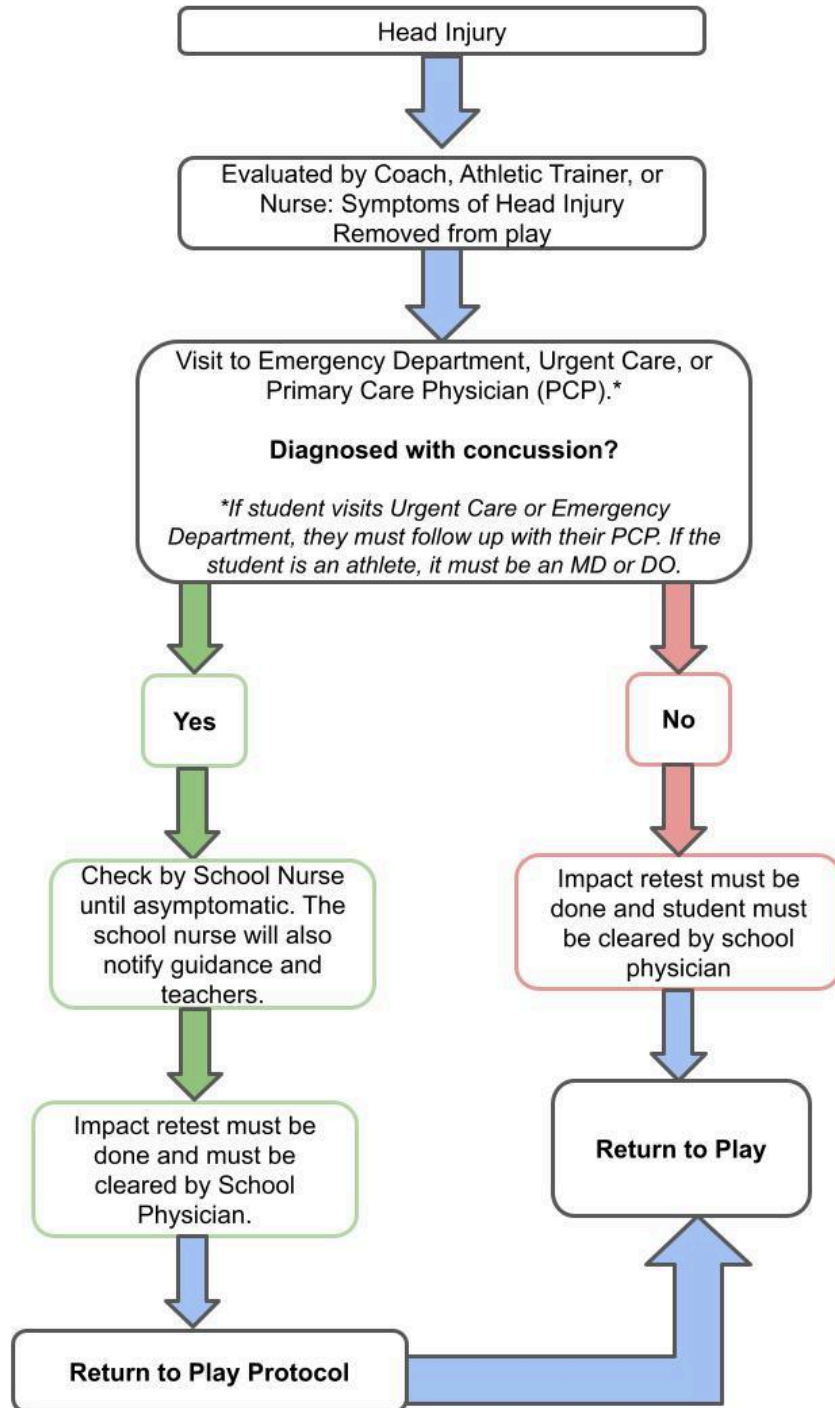 Head Injury
Evaluated by Coach, Athletic Trainer, or
Nurse: Symptoms of Head Injury
Removed from play
Visit to Emergency Department, Urgent Care, or
Primary Care Physician (PCP).*
Diagnosed with concussion?
*If student visits Urgent Care or Emergency
Department, they must follow up with their PCP. If the
student is an athlete, it must be an MD or DO.
Yes
No
Check by School Nurse
until asymptomatic. The
school nurse will also
notify guidance and
teachers.
Impact retest must be
done and student must
be cleared by school
physician
Impact retest must be
done and must be
cleared by School
Physician.
Return to Play
Return to Play Protocol